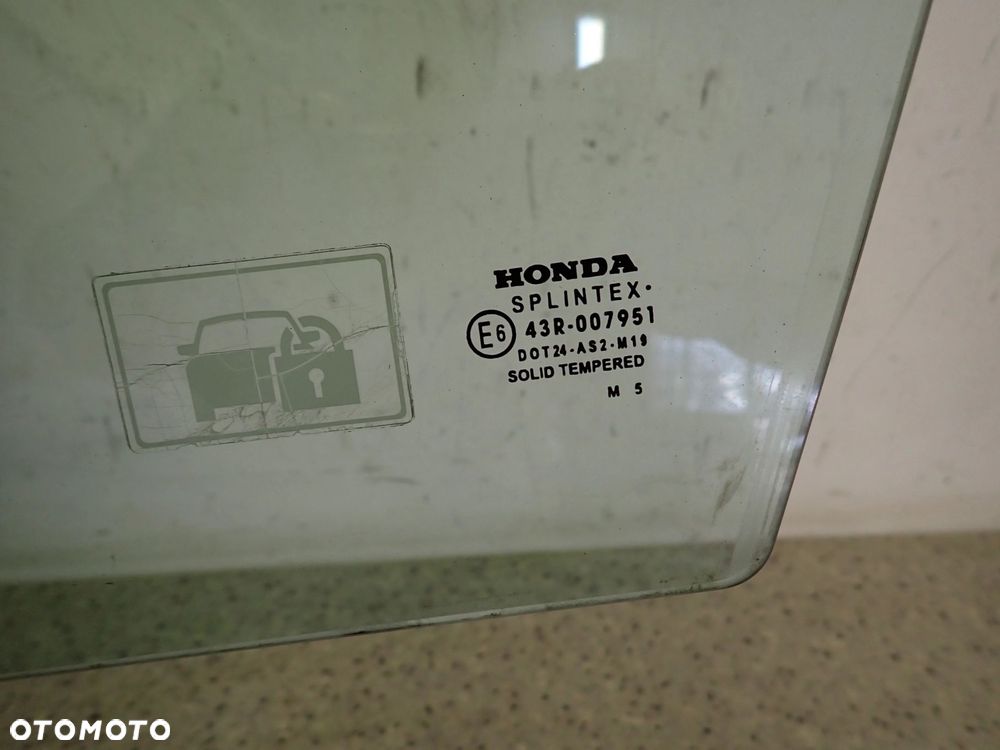 HONDA
SPLINTEX.
E6 43R-007951
DOT24-AS2-M19
SOLID TEMPERED
M 5
OTOMOTO